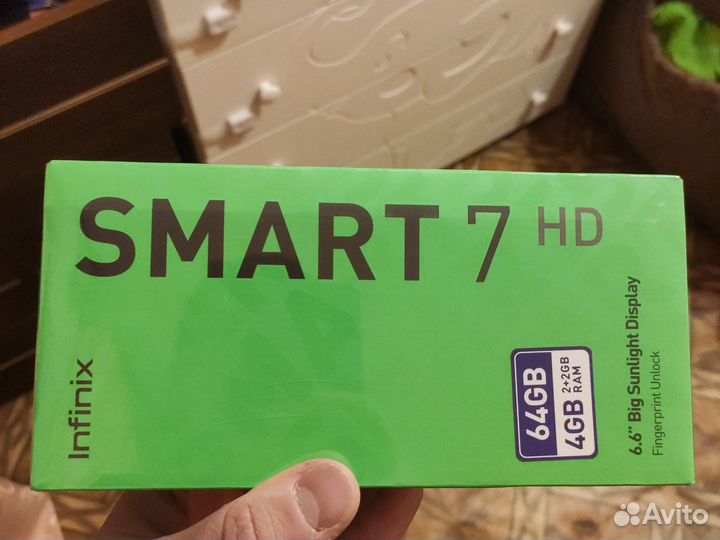 SMART 7 HD
Infinix
64GB
4GB 2+2GB RAM
6.6" Big Sunlight Display
Fingerprint Unlock
Avito